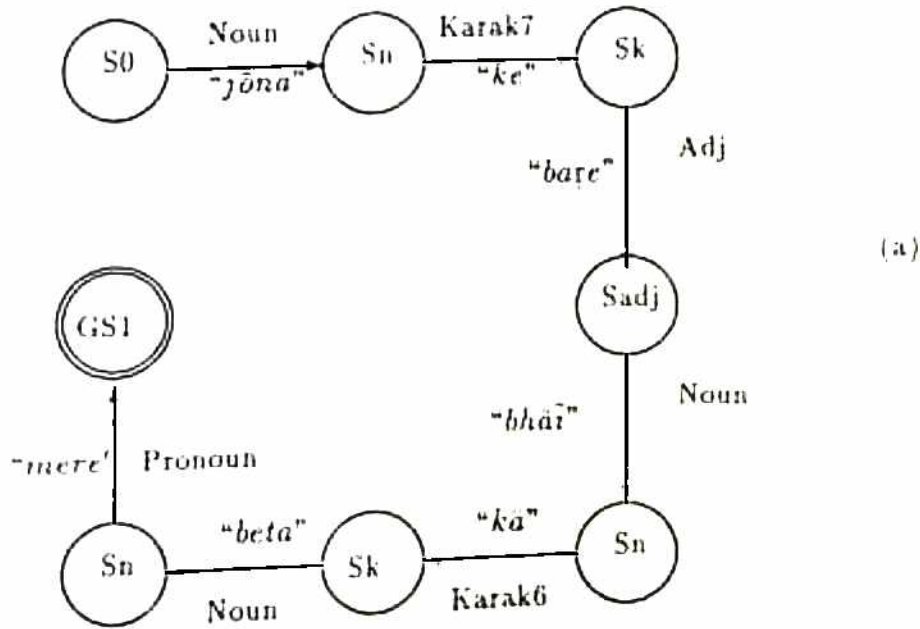 Noun Karak7
S0 Sn Sk
"jōna" "ke"
"baṛe" Adj
(a)
Sadj
GS1
"bhāī" Noun
"mere' Pronoun
"beta" "kā"
Sn Sk Sn
Noun Karak6